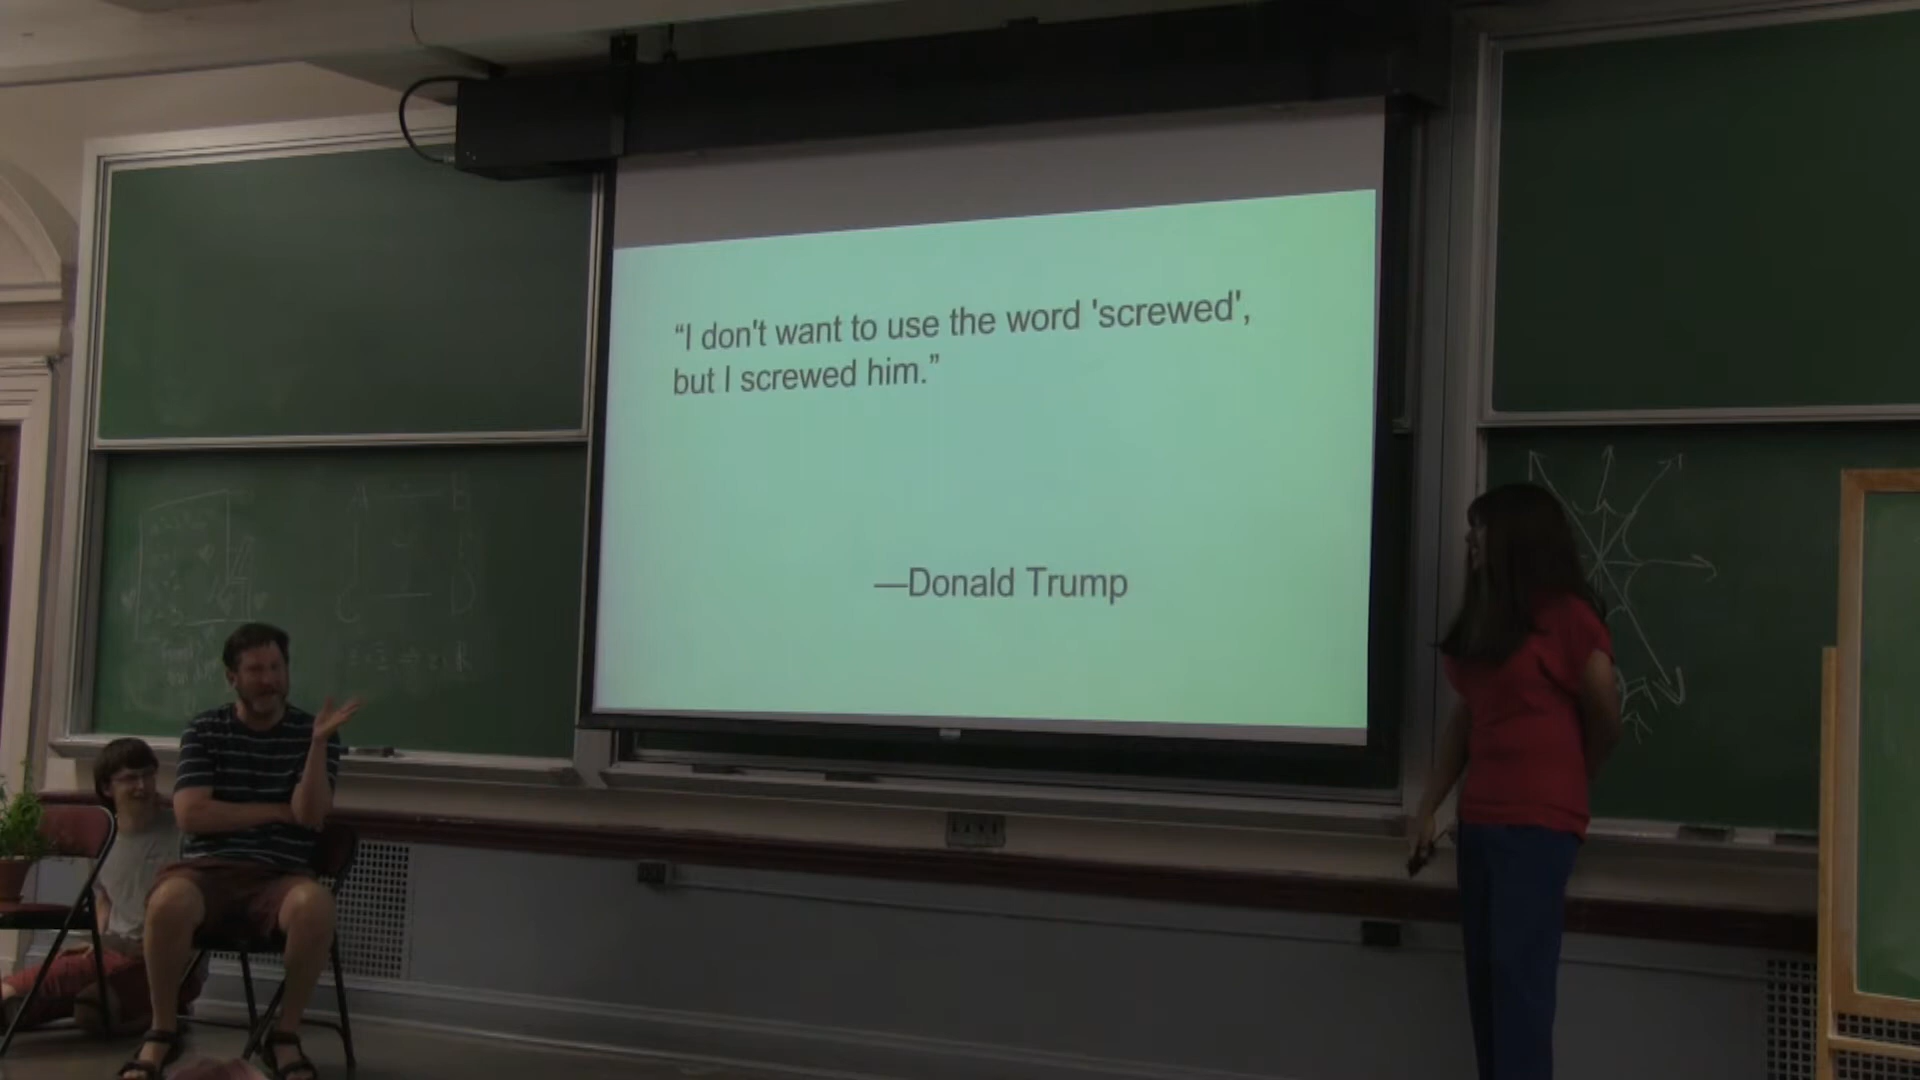 “I don't want to use the word 'screwed',
but I screwed him.”
—Donald Trump
A
B
C
D